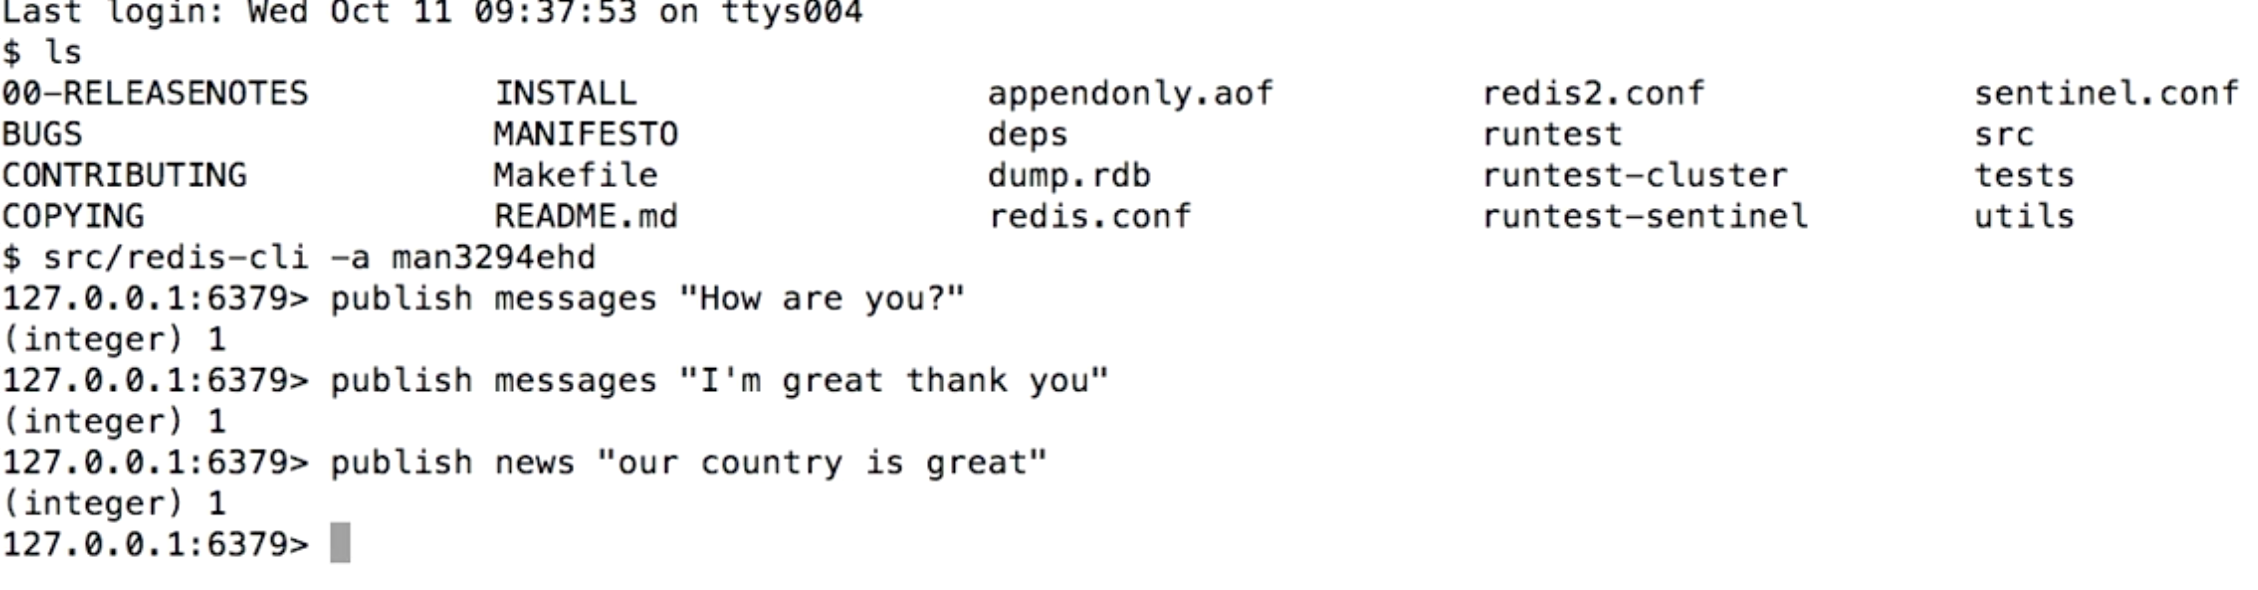 Last login: Wed Oct 11 09:37:53 on ttys004
$ ls
00-RELEASENOTES INSTALL appendonly.aof redis2.conf sentinel.conf
BUGS MANIFESTO deps runtest src
CONTRIBUTING Makefile dump.rdb runtest-cluster tests
COPYING README.md redis.conf runtest-sentinel utils
$ src/redis-cli -a man3294ehd
127.0.0.1:6379> publish messages "How are you?"
(integer) 1
127.0.0.1:6379> publish messages "I'm great thank you"
(integer) 1
127.0.0.1:6379> publish news "our country is great"
(integer) 1
127.0.0.1:6379>